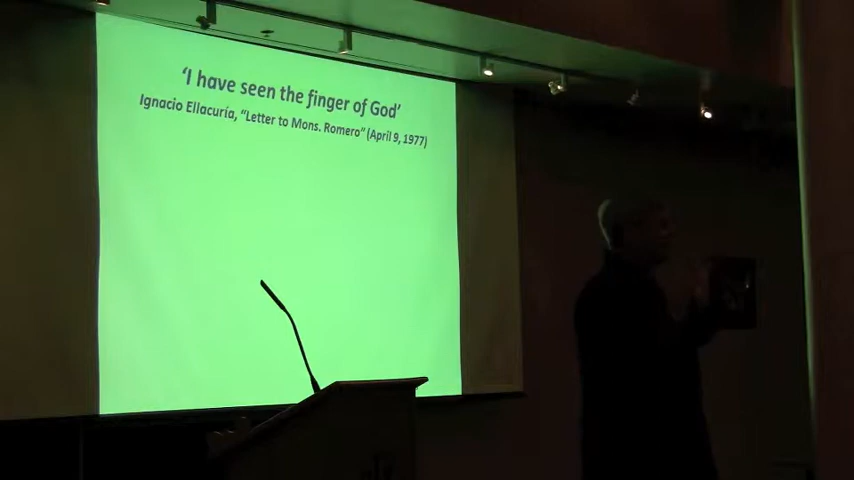 'I have seen the finger of God'
Ignacio Ellacuría, "Letter to Mons. Romero" (April 9, 1977)